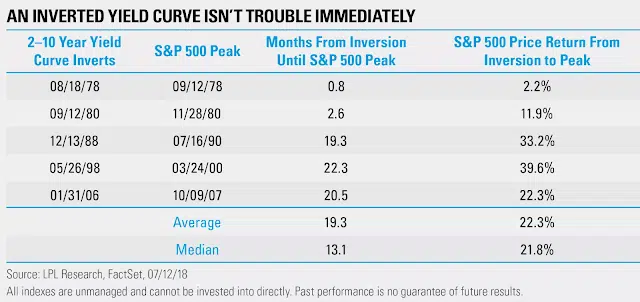 AN INVERTED YIELD CURVE ISN'T TROUBLE IMMEDIATELY
2–10 Year Yield Curve Inverts | S&P 500 Peak | Months From Inversion Until S&P 500 Peak | S&P 500 Price Return From Inversion to Peak
08/18/78 09/12/78 0.8 2.2%
09/12/80 11/28/80 2.6 11.9%
12/13/88 07/16/90 19.3 33.2%
05/26/98 03/24/00 22.3 39.6%
01/31/06 10/09/07 20.5 22.3%
Average 19.3 22.3%
Median 13.1 21.8%
Source: LPL Research, FactSet, 07/12/18
All indexes are unmanaged and cannot be invested into directly. Past performance is no guarantee of future results.